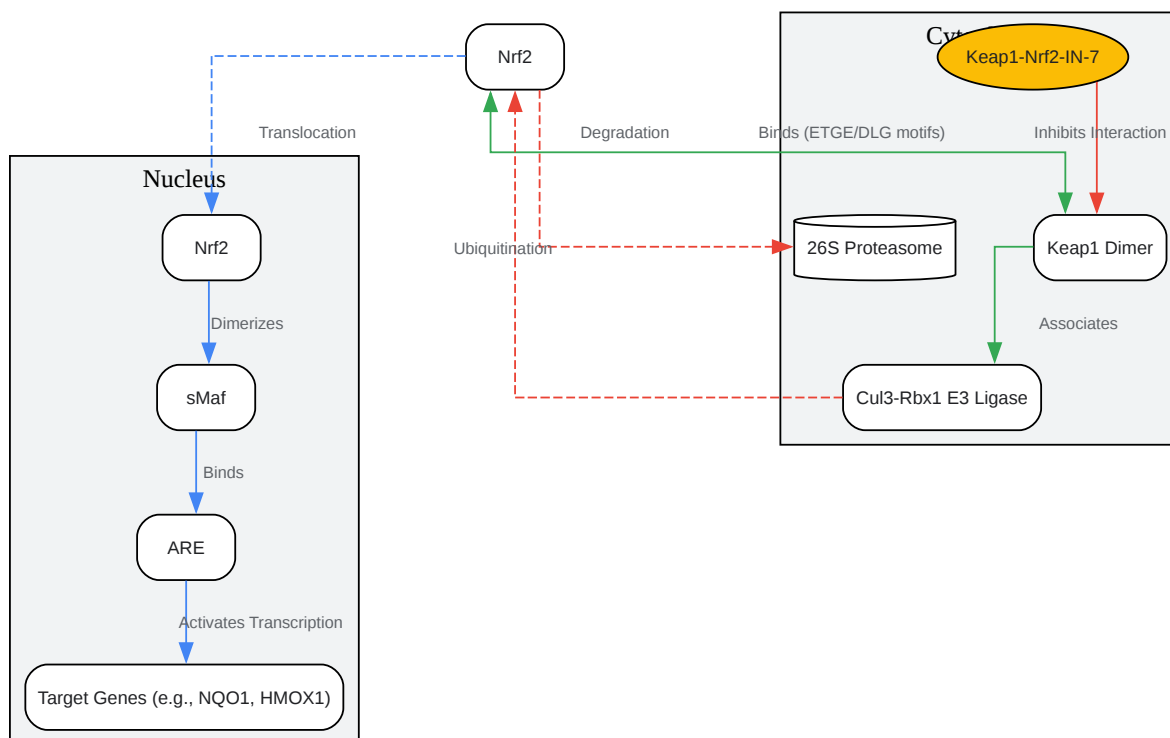 Nrf2
Keap1-Nrf2-IN-7
Translocation
Degradation
Binds (ETGE/DLG motifs)
Inhibits Interaction
Nucleus
Nrf2
Ubiquitination
26S Proteasome
Keap1 Dimer
Dimerizes
Associates
sMaf
Cul3-Rbx1 E3 Ligase
Binds
ARE
Activates Transcription
Target Genes (e.g., NQO1, HMOX1)